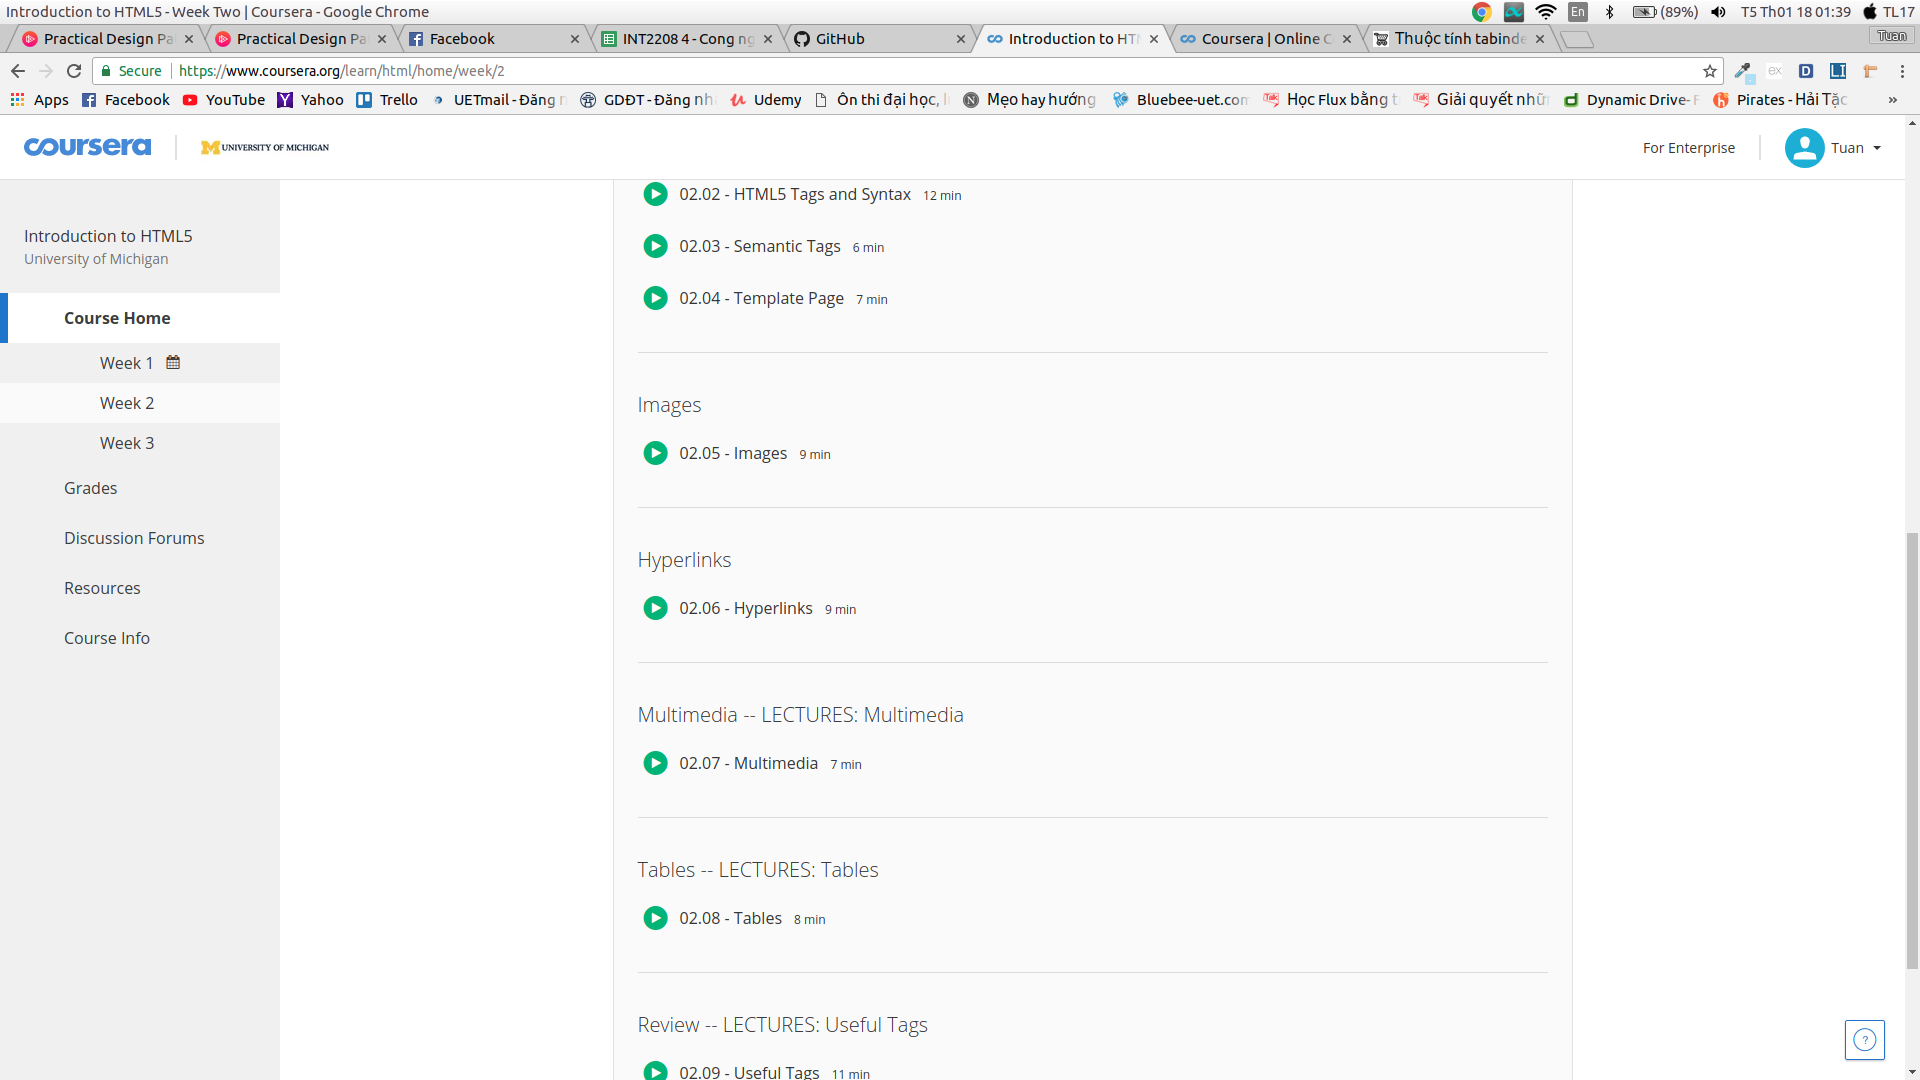 Introduction to HTML5 - Week Two | Coursera - Google Chrome
En (89%) T5 Th01 18 01:39 TL17
Practical Design Pa
Practical Design Pa
Facebook
INT2208 4 - Cong ng
GitHub
Introduction to HTM
Coursera | Online C
Thuộc tính tabinde
Tuan
Secure https://www.coursera.org/learn/html/home/week/2
Apps Facebook YouTube Yahoo Trello UETmail - Đăng n GDĐT - Đăng nh Udemy Ôn thi đại học, l Mẹo hay hướng Bluebee-uet.com Học Flux bằng t Giải quyết nhữ Dynamic Drive- F Pirates - Hải Tặc »
coursera
UNIVERSITY OF MICHIGAN
For Enterprise
Tuan
Introduction to HTML5
University of Michigan
Course Home
Week 1
Week 2
Week 3
Grades
Discussion Forums
Resources
Course Info
02.02 - HTML5 Tags and Syntax 12 min
02.03 - Semantic Tags 6 min
02.04 - Template Page 7 min
Images
02.05 - Images 9 min
Hyperlinks
02.06 - Hyperlinks 9 min
Multimedia -- LECTURES: Multimedia
02.07 - Multimedia 7 min
Tables -- LECTURES: Tables
02.08 - Tables 8 min
Review -- LECTURES: Useful Tags
02.09 - Useful Tags 11 min
?